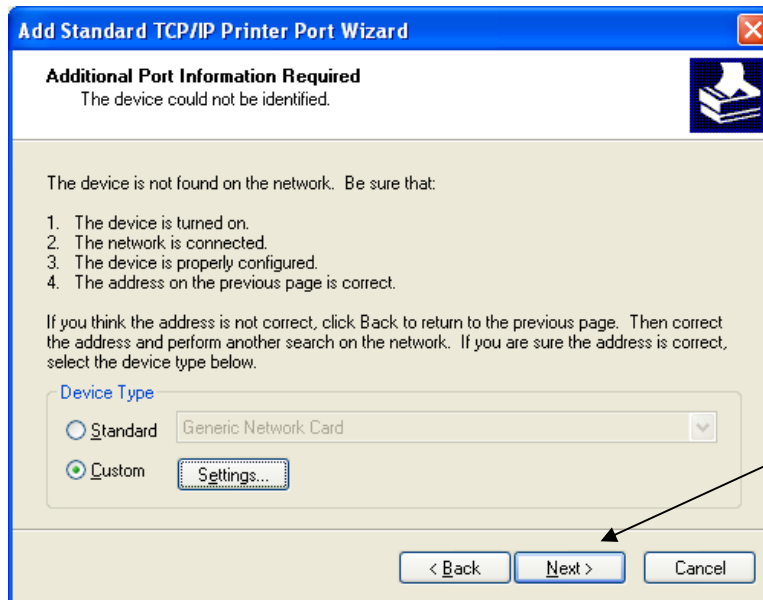 Add Standard TCP/IP Printer Port Wizard
Additional Port Information Required
The device could not be identified.
The device is not found on the network. Be sure that:
1. The device is turned on.
2. The network is connected.
3. The device is properly configured.
4. The address on the previous page is correct.
If you think the address is not correct, click Back to return to the previous page. Then correct
the address and perform another search on the network. If you are sure the address is correct,
select the device type below.
Device Type
Standard Generic Network Card
Custom Settings...
< Back Next > Cancel